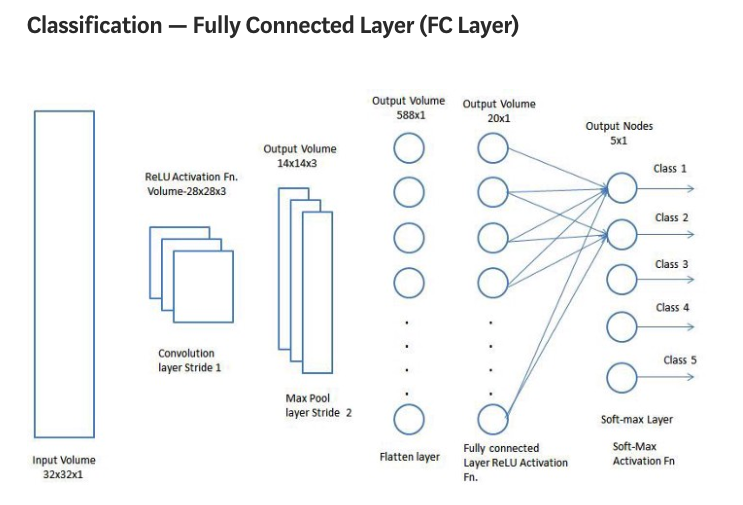 Classification — Fully Connected Layer (FC Layer)
Input Volume
32x32x1
ReLU Activation Fn.
Volume-28x28x3
Convolution
layer Stride 1
Output Volume
14x14x3
Max Pool
layer Stride 2
Output Volume
588x1
Flatten layer
Output Volume
20x1
Fully connected
Layer ReLU Activation
Fn.
Output Nodes
5x1
Class 1
Class 2
Class 3
Class 4
Class 5
Soft-max Layer
Soft-Max
Activation Fn